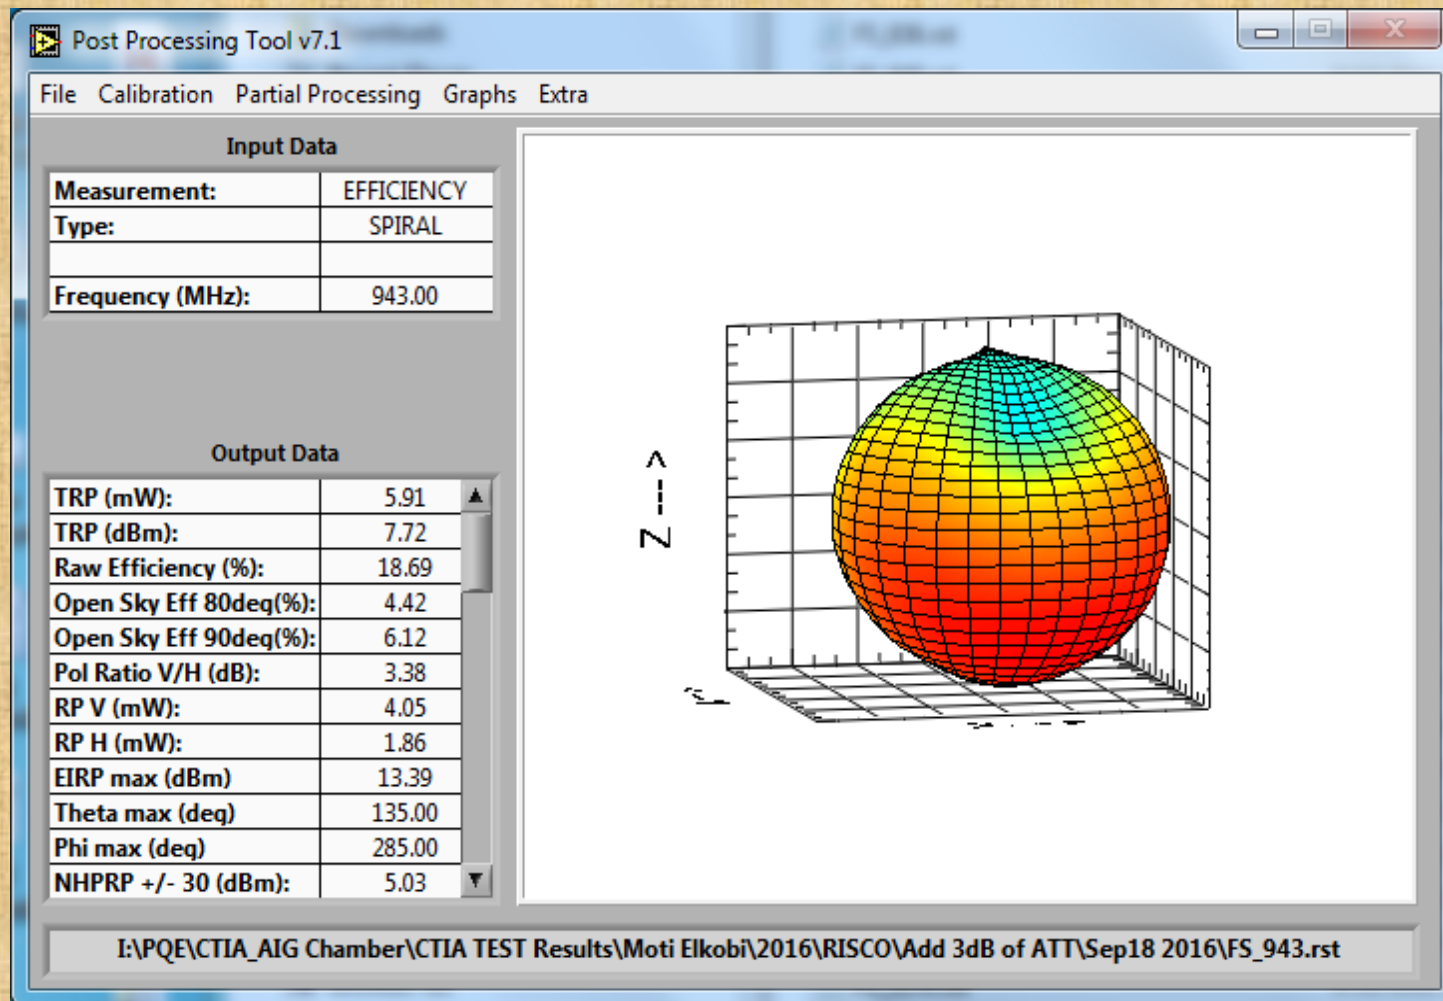 Post Processing Tool v7.1
File Calibration Partial Processing Graphs Extra
Input Data
Measurement: EFFICIENCY
Type: SPIRAL
Frequency (MHz): 943.00
Output Data
TRP (mW): 5.91
TRP (dBm): 7.72
Raw Efficiency (%): 18.69
Open Sky Eff 80deg(%): 4.42
Open Sky Eff 90deg(%): 6.12
Pol Ratio V/H (dB): 3.38
RP V (mW): 4.05
RP H (mW): 1.86
EIRP max (dBm) 13.39
Theta max (deg) 135.00
Phi max (deg) 285.00
NHPRP +/- 30 (dBm): 5.03
Z --- >
I:\PQE\CTIA_AIG Chamber\CTIA TEST Results\Moti Elkobi\2016\RISCO\Add 3dB of ATT\Sep18 2016\FS_943.rst